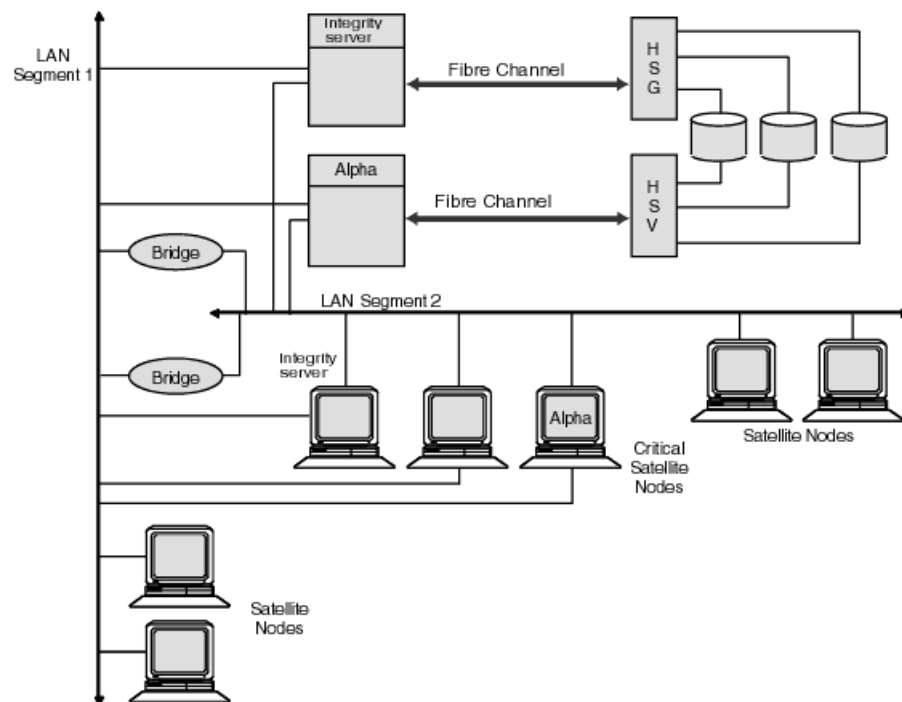 LAN
Segment 1
Integrity
server
Fibre Channel
H
S
G
Alpha
Fibre Channel
H
S
V
Bridge
LAN Segment 2
Bridge
Integrity
server
Alpha
Critical
Satellite
Nodes
Satellite Nodes
Satellite
Nodes